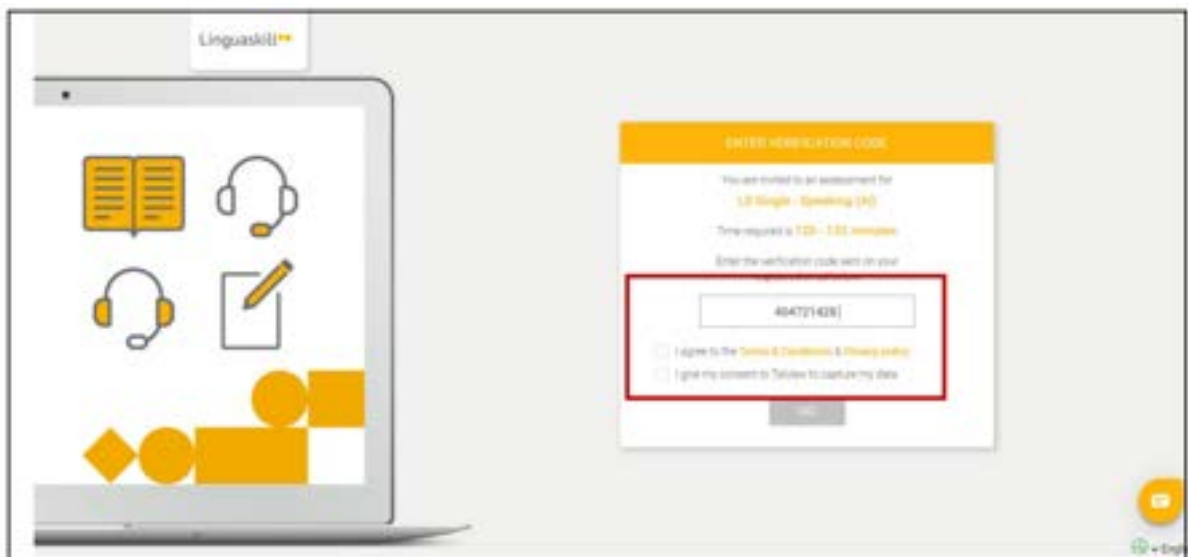 Linguaskill
ENTER VERIFICATION CODE
You are invited to an assessment for
LS Single - Speaking (AI)
Time required is minutes
Enter the verification code sent on your
I agree to the Terms & Conditions & Privacy policy
I give my consent to Talview to capture my data